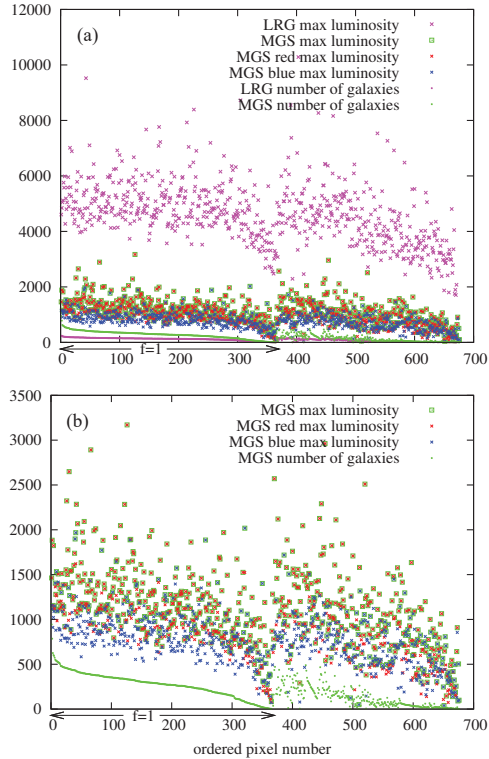 (a)
LRG max luminosity
MGS max luminosity
MGS red max luminosity
MGS blue max luminosity
LRG number of galaxies
MGS number of galaxies
12000
10000
8000
6000
4000
2000
0
0 100 200 300 400 500 600 700
f=1
(b)
MGS max luminosity
MGS red max luminosity
MGS blue max luminosity
MGS number of galaxies
3500
3000
2500
2000
1500
1000
500
0
0 100 200 300 400 500 600 700
f=1
ordered pixel number